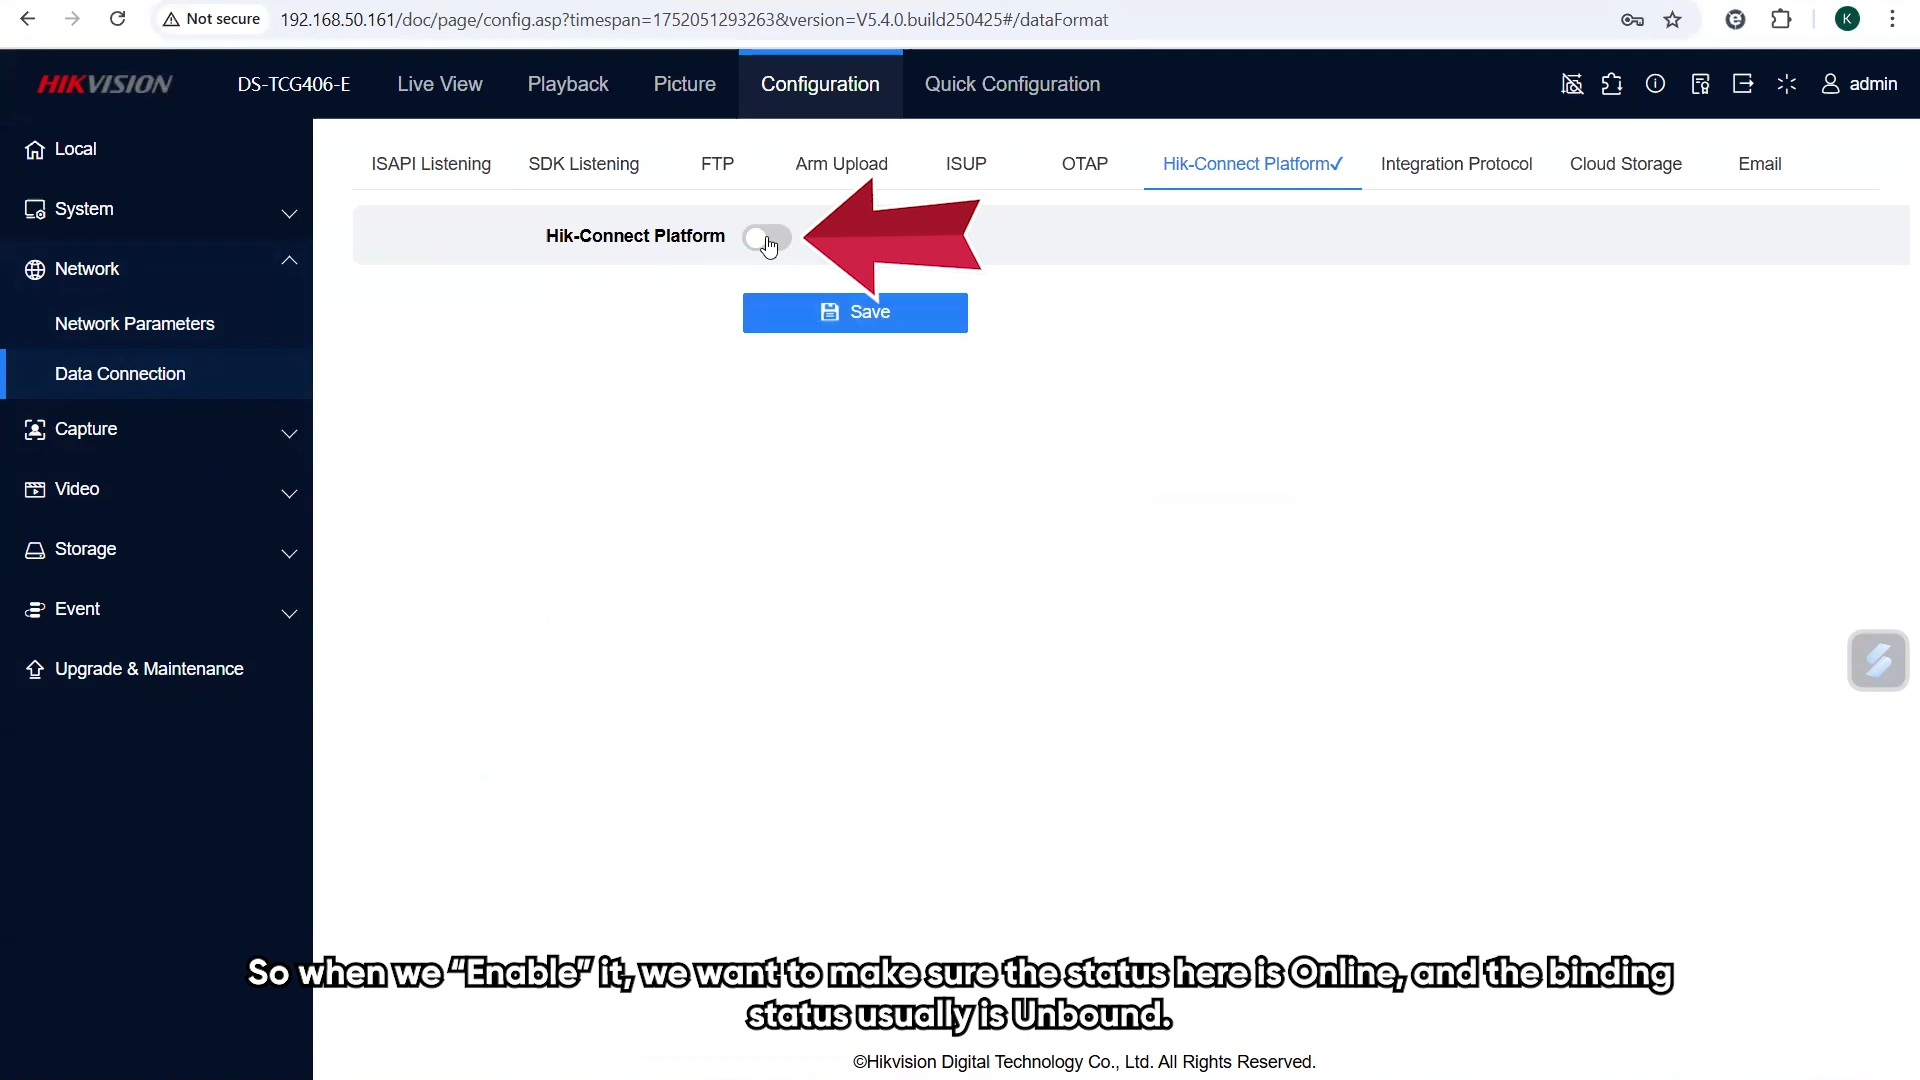 Not secure
192.168.50.161/doc/page/config.asp?timespan=1752051293263&version=V5.4.0.build250425#/dataFormat
K
HIKVISION
DS-TCG406-E
Live View
Playback
Picture
Configuration
Quick Configuration
admin
Local
System
Network
Network Parameters
Data Connection
Capture
Video
Storage
Event
Upgrade & Maintenance
ISAPI Listening
SDK Listening
FTP
Arm Upload
ISUP
OTAP
Hik-Connect Platform✓
Integration Protocol
Cloud Storage
Email
Hik-Connect Platform
Save
So when we “Enable” it, we want to make sure the status here is Online, and the binding
status usually is Unbound.
©Hikvision Digital Technology Co., Ltd. All Rights Reserved.